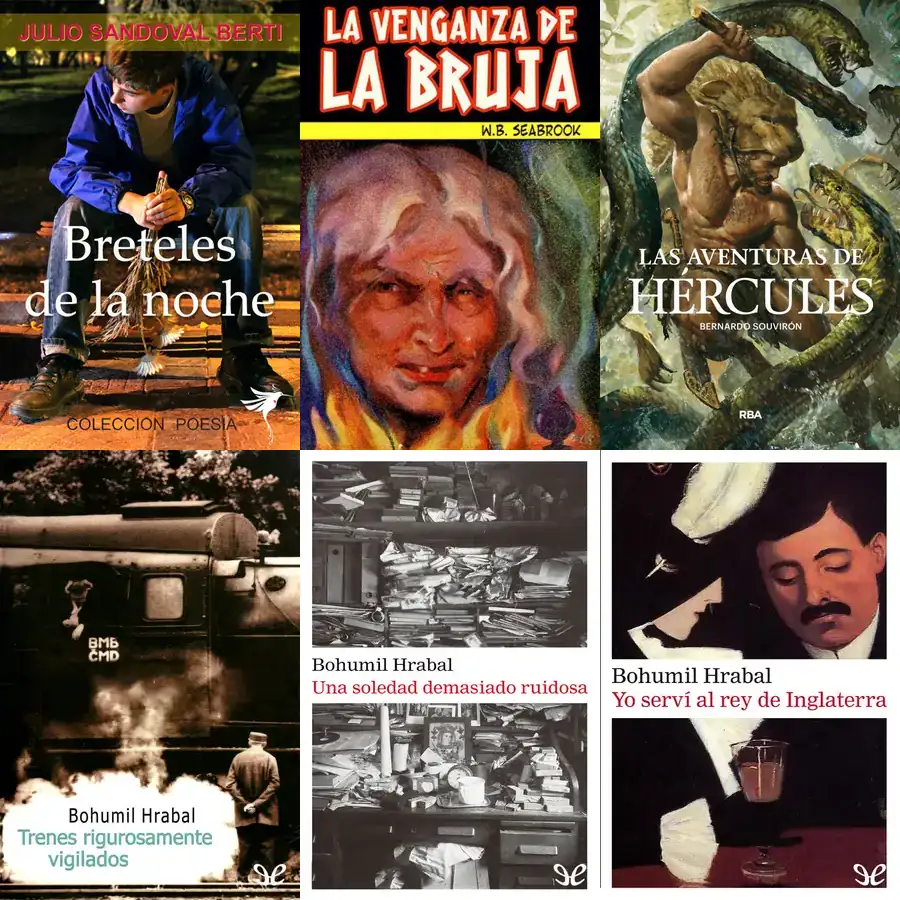 JULIO SANDOVAL BERTI
Breteles
de la noche
COLECCION POESIA
LA VENGANZA DE
LA BRUJA
W.B. SEABROOK
LAS AVENTURAS DE
HÉRCULES
BERNARDO SOUVIRÓN
RBA
BMB
ČMD
Bohumil Hrabal
Trenes rigurosamente
vigilados
Bohumil Hrabal
Una soledad demasiado ruidosa
Bohumil Hrabal
Yo serví al rey de Inglaterra